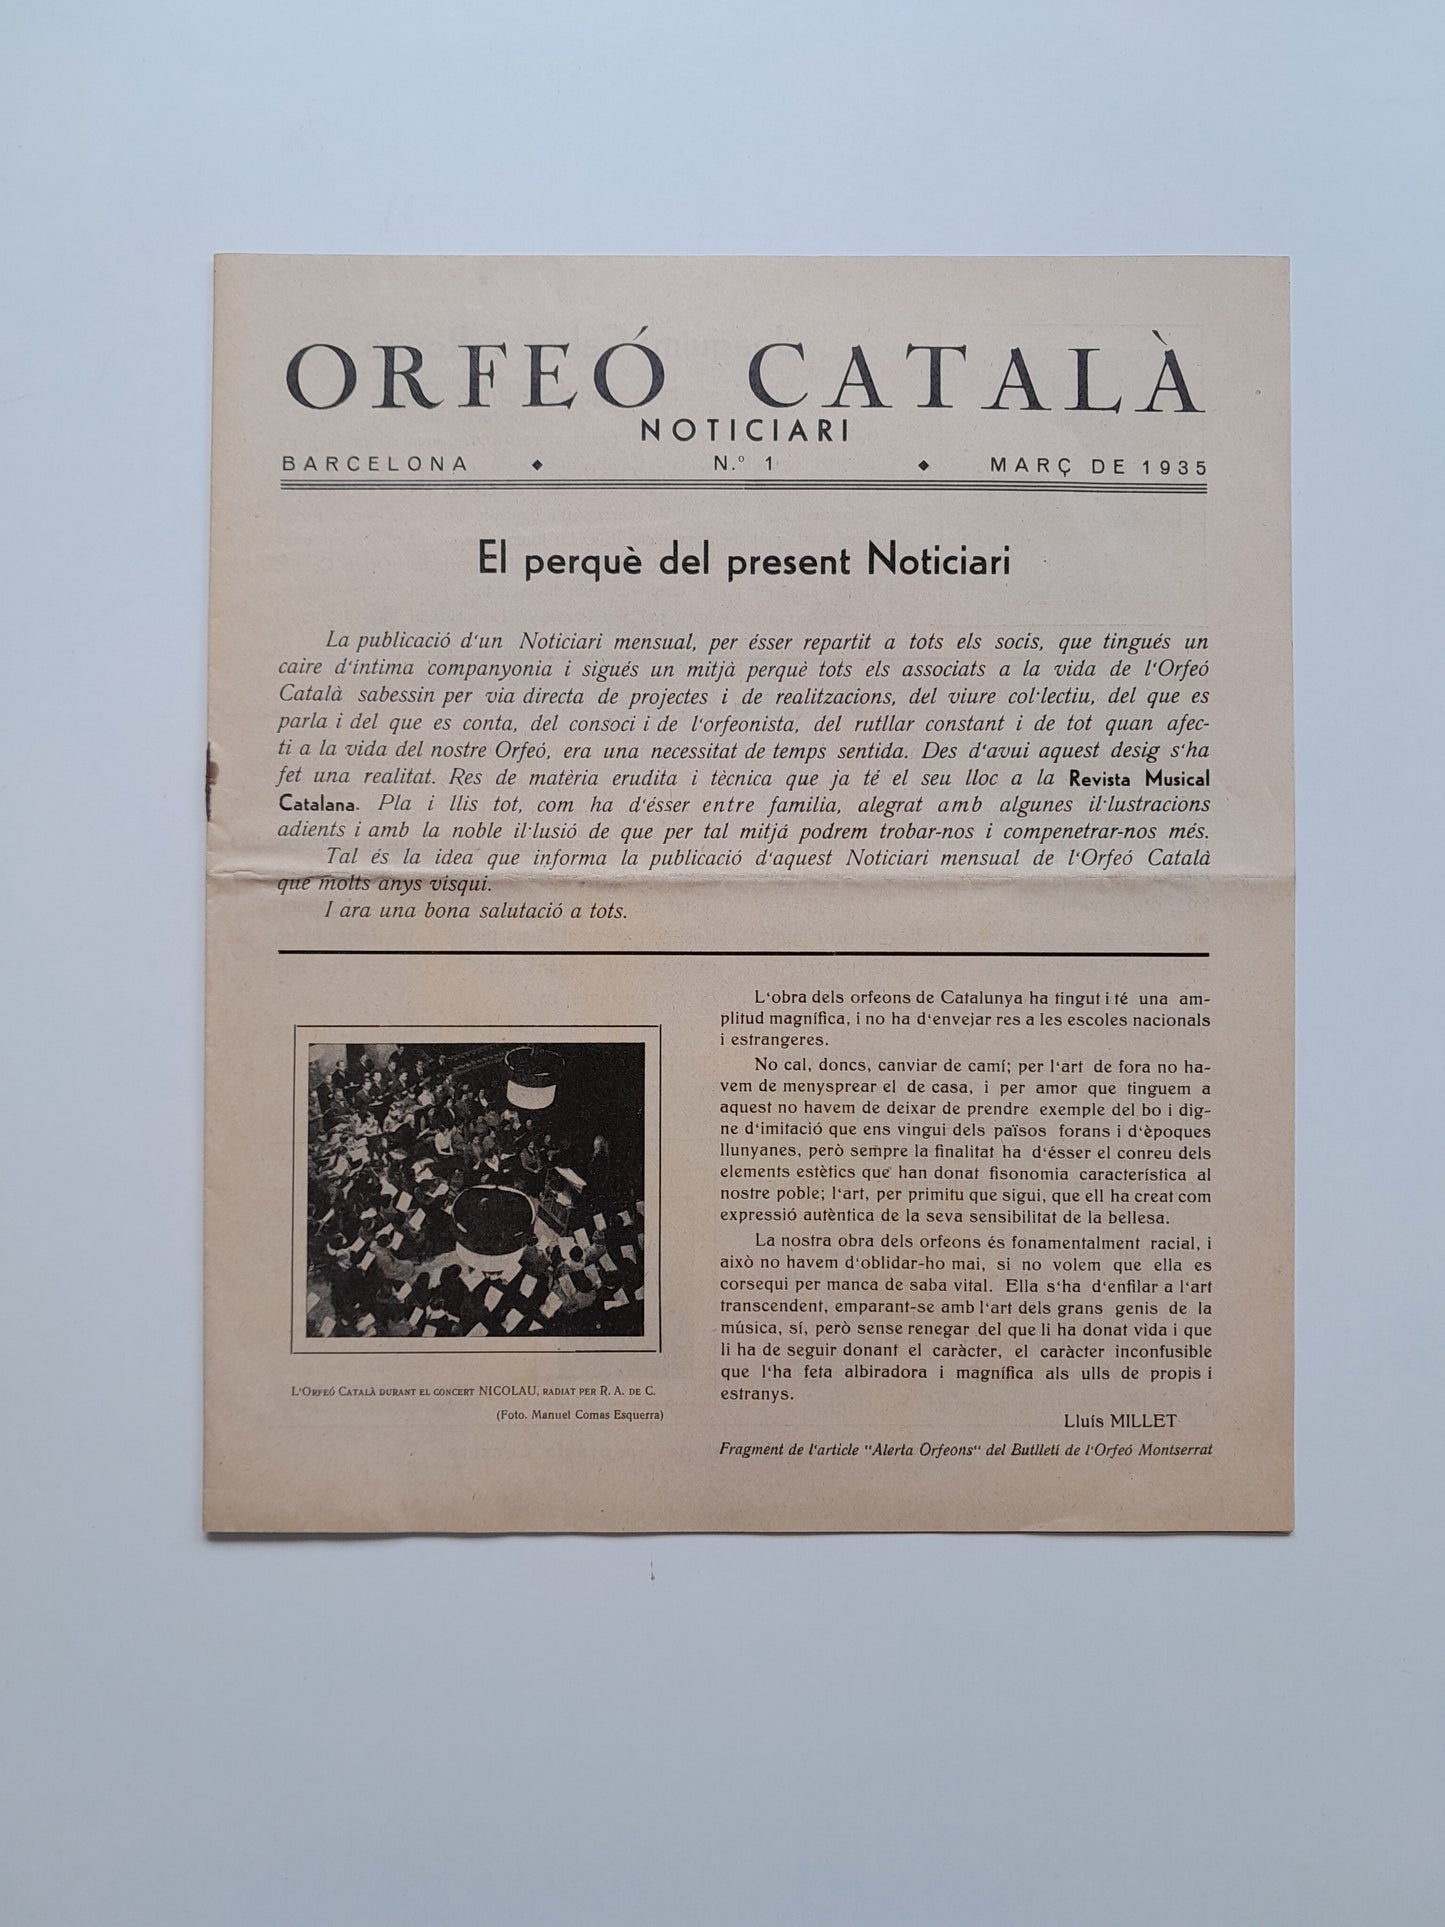 ORFEÓ CATALÀ
NOTICIARI
BARCELONA ◆ N.º 1 ◆ MARÇ DE 1935
El perquè del present Noticiari
La publicació d'un Noticiari mensual, per ésser repartit a tots els socis, que tingués un
caire d'íntima companyonia i sigués un mitjà perquè tots els associats a la vida de l'Orfeó
Català sabessin per via directa de projectes i de realitzacions, del viure col·lectiu, del que es
parla i del que es conta, del consoci i de l'orfeonista, del rutllar constant i de tot quan afec-
ti a la vida del nostre Orfeó, era una necessitat de temps sentida. Des d'avui aquest desig s'ha
fet una realitat. Res de matèria erudita i tècnica que ja té el seu lloc a la Revista Musical
Catalana. Pla i llis tot, com ha d'ésser entre familia, alegrat amb algunes il·lustracions
adients i amb la noble il·lusió de que per tal mitjá podrem trobar-nos i compenetrar-nos més.
Tal és la idea que informa la publicació d'aquest Noticiari mensual de l'Orfeó Català
que molts anys visqui.
I ara una bona salutació a tots.
L'ORFEÓ CATALÀ DURANT EL CONCERT NICOLAU, RADIAT PER R. A. DE C.
(Foto. Manuel Comas Esquerra)
L'obra dels orfeons de Catalunya ha tingut i té una am-
plitud magnífica, i no ha d'envejar res a les escoles nacionals
i estrangeres.
No cal, doncs, canviar de camí; per l'art de fora no ha-
vem de menysprear el de casa, i per amor que tinguem a
aquest no havem de deixar de prendre exemple del bo i dig-
ne d'imitació que ens vingui dels països forans i d'èpoques
llunyanes, però sempre la finalitat ha d'ésser el conreu dels
elements estètics que han donat fisonomia característica al
nostre poble; l'art, per primitu que sigui, que ell ha creat com
expressió autèntica de la seva sensibilitat de la bellesa.
La nostra obra dels orfeons és fonamentalment racial, i
això no havem d'oblidar-ho mai, si no volem que ella es
corsequi per manca de saba vital. Ella s'ha d'enfilar a l'art
transcendent, emparant-se amb l'art dels grans genis de la
música, sí, però sense renegar del que li ha donat vida i que
li ha de seguir donant el caràcter, el caràcter inconfusible
que l'ha feta albiradora i magnífica als ulls de propis i
estranys.
Lluís MILLET
Fragment de l'article "Alerta Orfeons" del Butlletí de l'Orfeó Montserrat